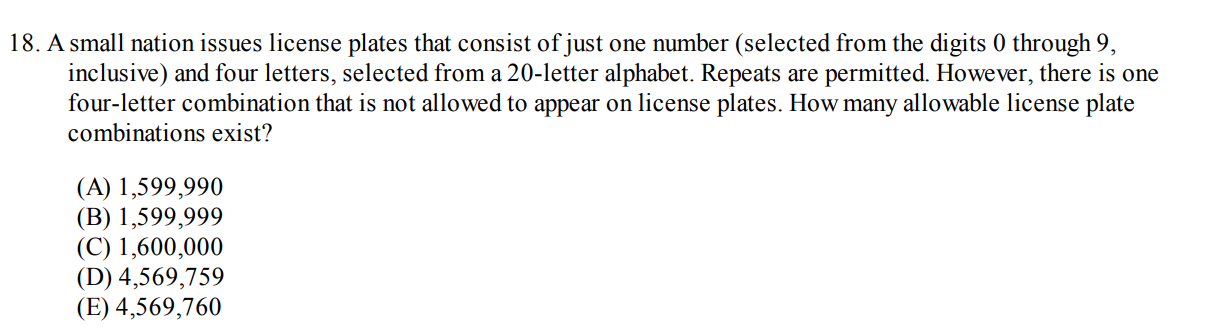 18. A small nation issues license plates that consist of just one number (selected from the digits 0 through 9,
inclusive) and four letters, selected from a 20-letter alphabet. Repeats are permitted. However, there is one
four-letter combination that is not allowed to appear on license plates. How many allowable license plate
combinations exist?
(A) 1,599,990
(B) 1,599,999
(C) 1,600,000
(D) 4,569,759
(E) 4,569,760